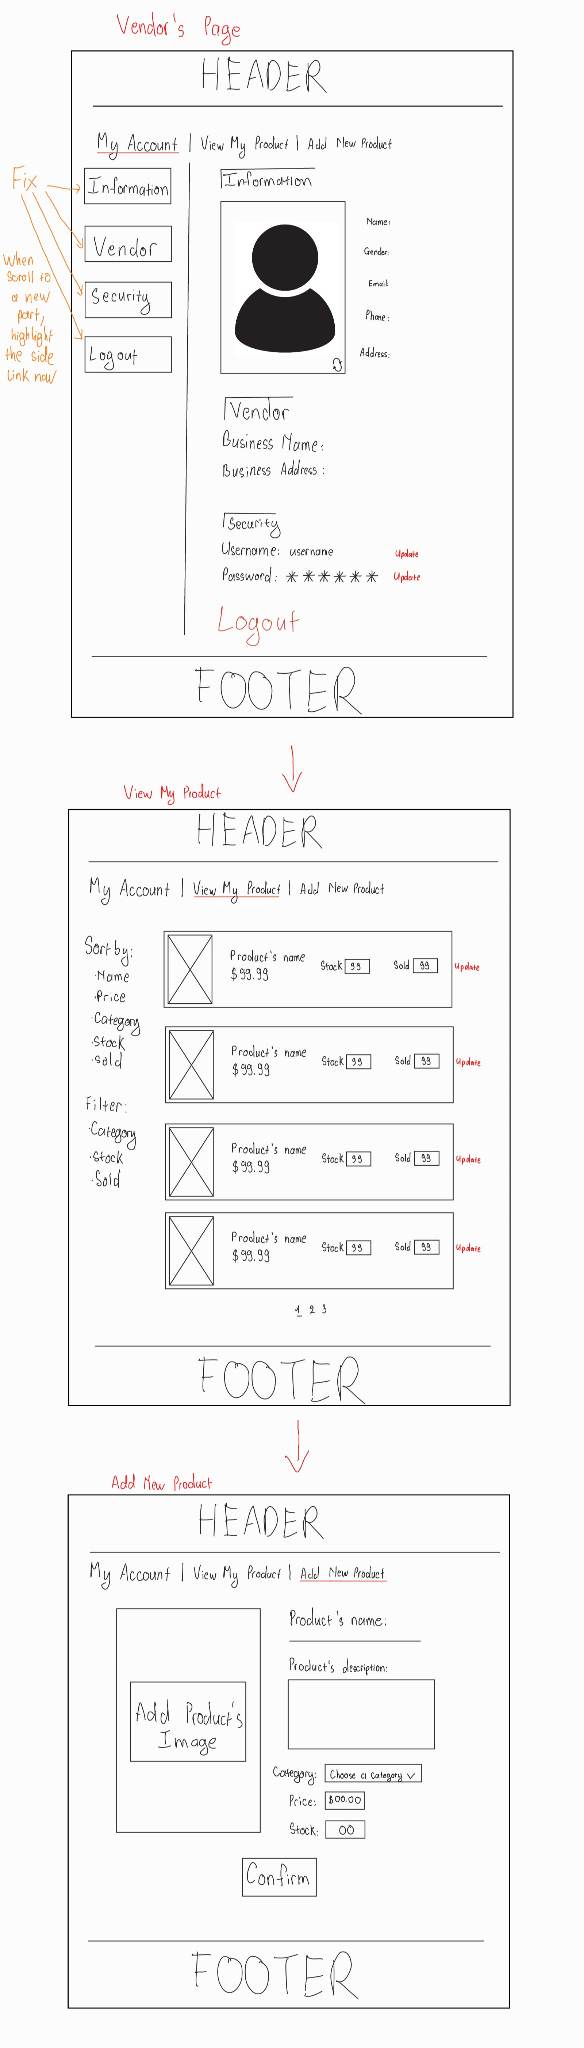 Vendor's Page
HEADER
My Account | View My Product | Add New Product
Fix
When
scroll to
a new
part,
highlight
the side
link now
Information
Vendor
Security
Logout
Information
Name:
Gender:
Email:
Phone:
Address:
Vendor
Business Name:
Business Address:
Security
Username: username Update
Password: ****** Update
Logout
FOOTER
View My Product
HEADER
My Account | View My Product | Add New Product
Sort by:
·Name
·Price
·Category
·Stock
·Sold
Filter:
·Category
·Stock
·Sold
Product's name
$99.99
Stock 99 Sold 99 Update
Product's name
$99.99
Stock 99 Sold 99 Update
Product's name
$99.99
Stock 99 Sold 99 Update
Product's name
$99.99
Stock 99 Sold 99 Update
1 2 3
FOOTER
Add New Product
HEADER
My Account | View My Product | Add New Product
Add Product's
Image
Product's name:
Product's description:
Category: Choose a category
Price: $00.00
Stock: 00
Confirm
FOOTER